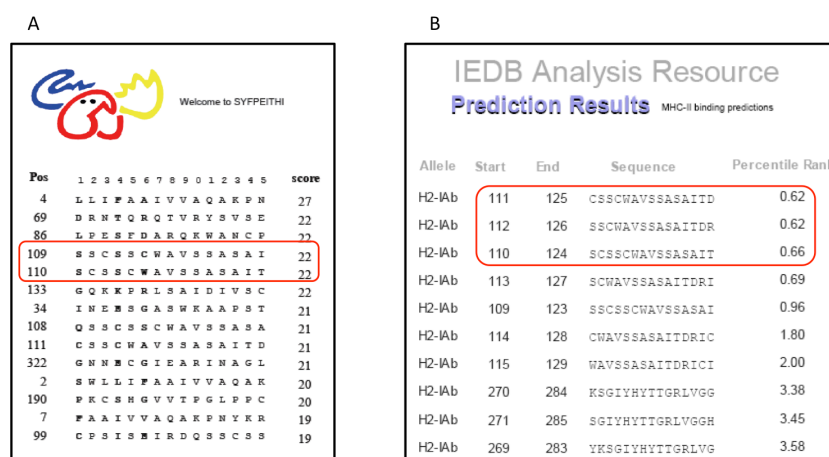 A
Welcome to SYFPEITHI
Pos 1 2 3 4 5 6 7 8 9 0 1 2 3 4 5 score
4 L L I F A A I V V A Q A K P N 27
69 D R N T Q R Q T V R Y S V S E 22
86 L P E S F D A R Q K W A N C P 22
109 S S C S S C W A V S S A S A I 22
110 S C S S C W A V S S A S A I T 22
133 G Q K K P R L S A I D I V S C 22
34 I N E H S G A S W K A A P S T 21
108 Q S S C S S C W A V S S A S A 21
111 C S S C W A V S S A S A I T D 21
322 G N N H C G I E A R I N A G L 21
2 S W L L I F A A I V V A Q A K 20
190 P K C S H G V V T P G L P P C 20
7 F A A I V V A Q A K P N Y K R 19
99 C P S I S H I R D Q S S C S S 19
B
IEDB Analysis Resource
Prediction Results MHC-II binding predictions
Allele Start End Sequence Percentile Rank
H2-IAb 111 125 CSSCWAVSSASAITD 0.62
H2-IAb 112 126 SSCWAVSSASAITDR 0.62
H2-IAb 110 124 SCSSCWAVSSASAIT 0.66
H2-IAb 113 127 SCWAVSSASAITDRI 0.69
H2-IAb 109 123 SSCSSCWAVSSASAI 0.96
H2-IAb 114 128 CWAVSSASAITDRIC 1.80
H2-IAb 115 129 WAVSSASAITDRICI 2.00
H2-IAb 270 284 KSGIYHYTTGRLVGG 3.38
H2-IAb 271 285 SGIYHYTTGRLVGGH 3.45
H2-IAb 269 283 YKSGIYHYTTGRLVG 3.58